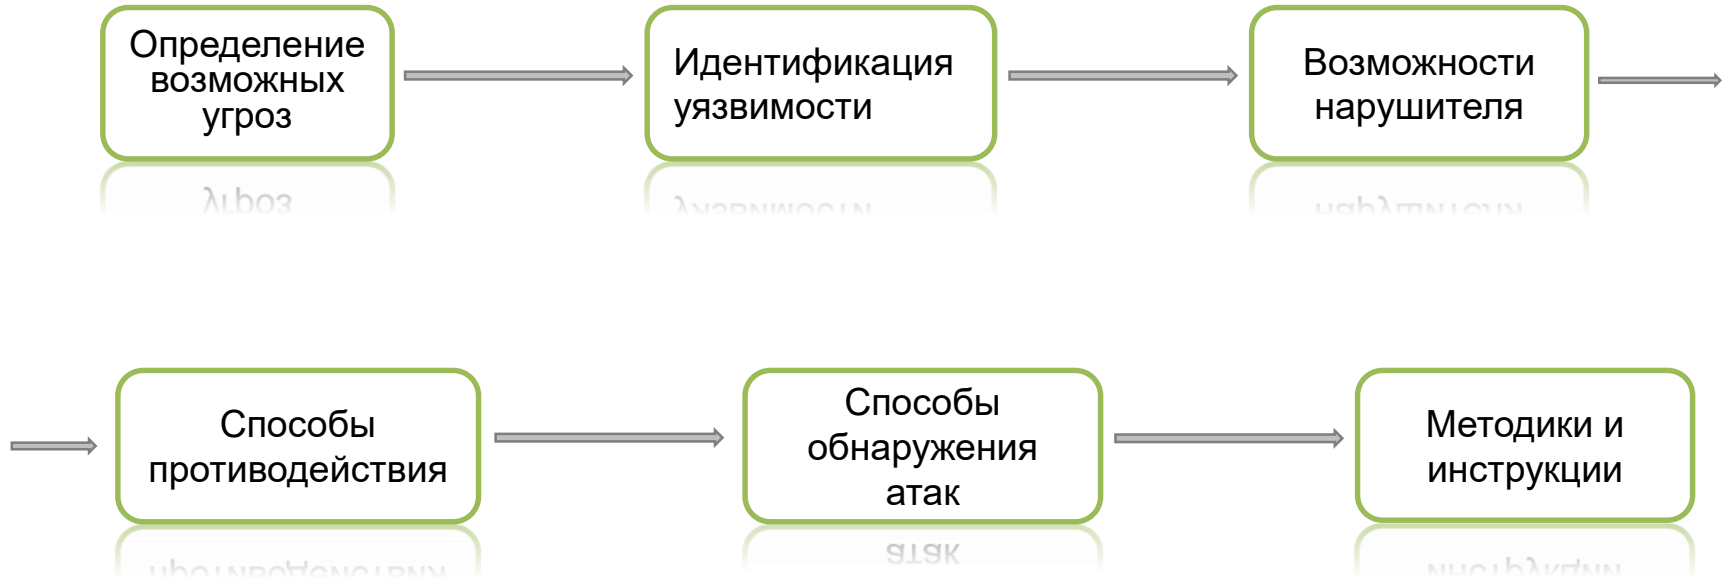 Определение
возможных
угроз
Идентификация
уязвимости
Возможности
нарушителя
Способы
противодействия
Способы
обнаружения
атак
Методики и
инструкции